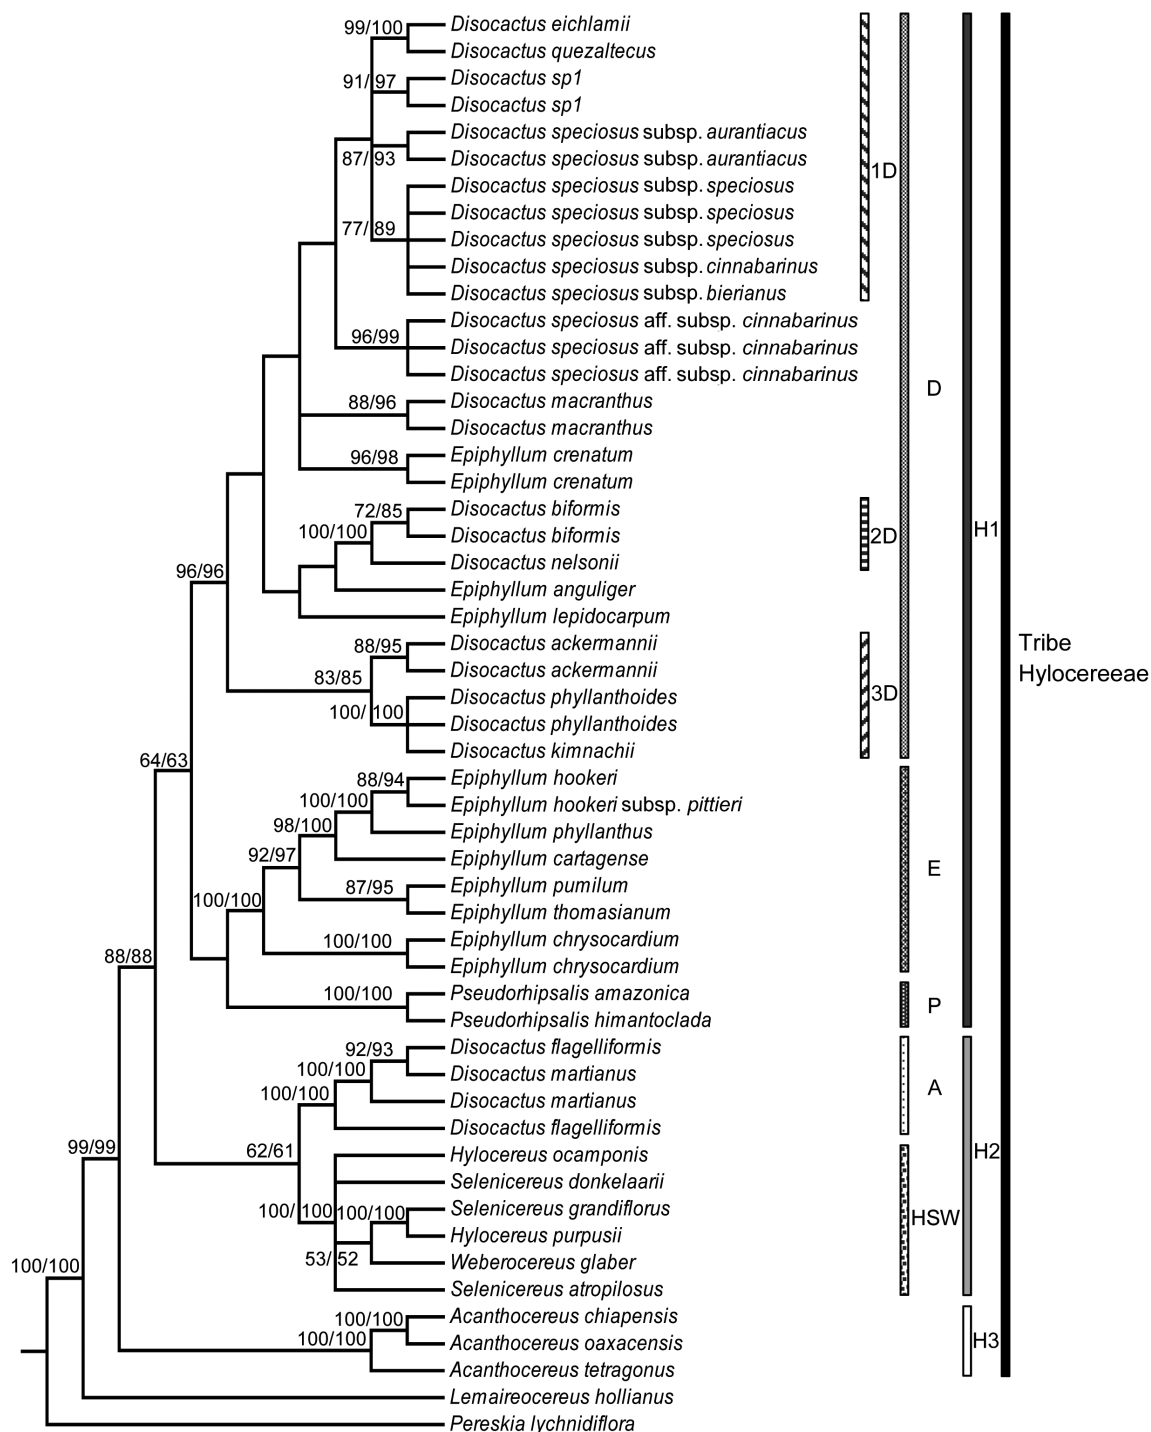 99/100
Disocactus eichlamii
Disocactus quezaltecus
91/97
Disocactus sp1
Disocactus sp1
Disocactus speciosus subsp. aurantiacus
87/93
Disocactus speciosus subsp. aurantiacus
1D
Disocactus speciosus subsp. speciosus
Disocactus speciosus subsp. speciosus
77/89
Disocactus speciosus subsp. speciosus
Disocactus speciosus subsp. cinnabarinus
Disocactus speciosus subsp. bierianus
Disocactus speciosus aff. subsp. cinnabarinus
96/99
Disocactus speciosus aff. subsp. cinnabarinus
Disocactus speciosus aff. subsp. cinnabarinus
D
88/96
Disocactus macranthus
Disocactus macranthus
96/98
Epiphyllum crenatum
Epiphyllum crenatum
72/85
Disocactus biformis
100/100
Disocactus biformis
2D
H1
Disocactus nelsonii
96/96
Epiphyllum anguliger
Epiphyllum lepidocarpum
88/95
Disocactus ackermannii
Tribe
Hylocereeae
83/85
Disocactus ackermannii
3D
Disocactus phyllanthoides
100/100
Disocactus phyllanthoides
Disocactus kimnachii
64/63
88/94
Epiphyllum hookeri
100/100
Epiphyllum hookeri subsp. pittieri
98/100
Epiphyllum phyllanthus
92/97
Epiphyllum cartagense
E
87/95
Epiphyllum pumilum
100/100
Epiphyllum thomasianum
100/100
Epiphyllum chrysocardium
88/88
Epiphyllum chrysocardium
100/100
Pseudorhipsalis amazonica
P
Pseudorhipsalis himantoclada
92/93
Disocactus flagelliformis
100/100
Disocactus martianus
A
100/100
Disocactus martianus
Disocactus flagelliformis
99/99
62/61
Hylocereus ocamponis
H2
Selenicereus donkelaarii
100/100
100/100
Selenicereus grandiflorus
HSW
Hylocereus purpusii
53/52
Weberocereus glaber
100/100
Selenicereus atropilosus
100/100
Acanthocereus chiapensis
100/100
Acanthocereus oaxacensis
H3
Acanthocereus tetragonus
Lemaireocereus hollianus
Pereskia lychnidiflora